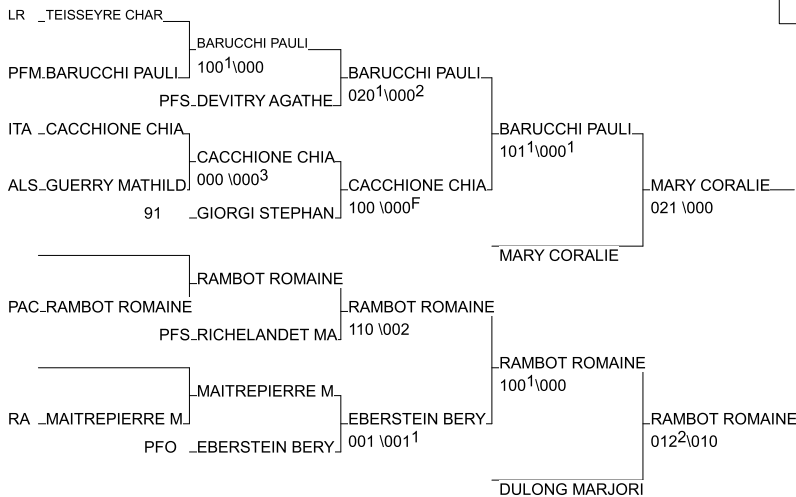 LR TEISSEYRE CHAR
BARUCCHI PAULI
100¹\000
PFM BARUCCHI PAULI
BARUCCHI PAULI
020¹\000²
PFS DEVITRY AGATHE
ITA CACCHIONE CHIA
BARUCCHI PAULI
101¹\000¹
CACCHIONE CHIA
000 \000³
ALS GUERRY MATHILD
CACCHIONE CHIA
100 \000F
MARY CORALIE
021 \000
91 GIORGI STEPHAN
MARY CORALIE
RAMBOT ROMAINE
PAC RAMBOT ROMAINE
RAMBOT ROMAINE
110 \002
PFS RICHELANDET MA
RAMBOT ROMAINE
100¹\000
MAITREPIERRE M
RA MAITREPIERRE M
EBERSTEIN BERY
001 \001¹
RAMBOT ROMAINE
012²\010
PFO EBERSTEIN BERY
DULONG MARJORI